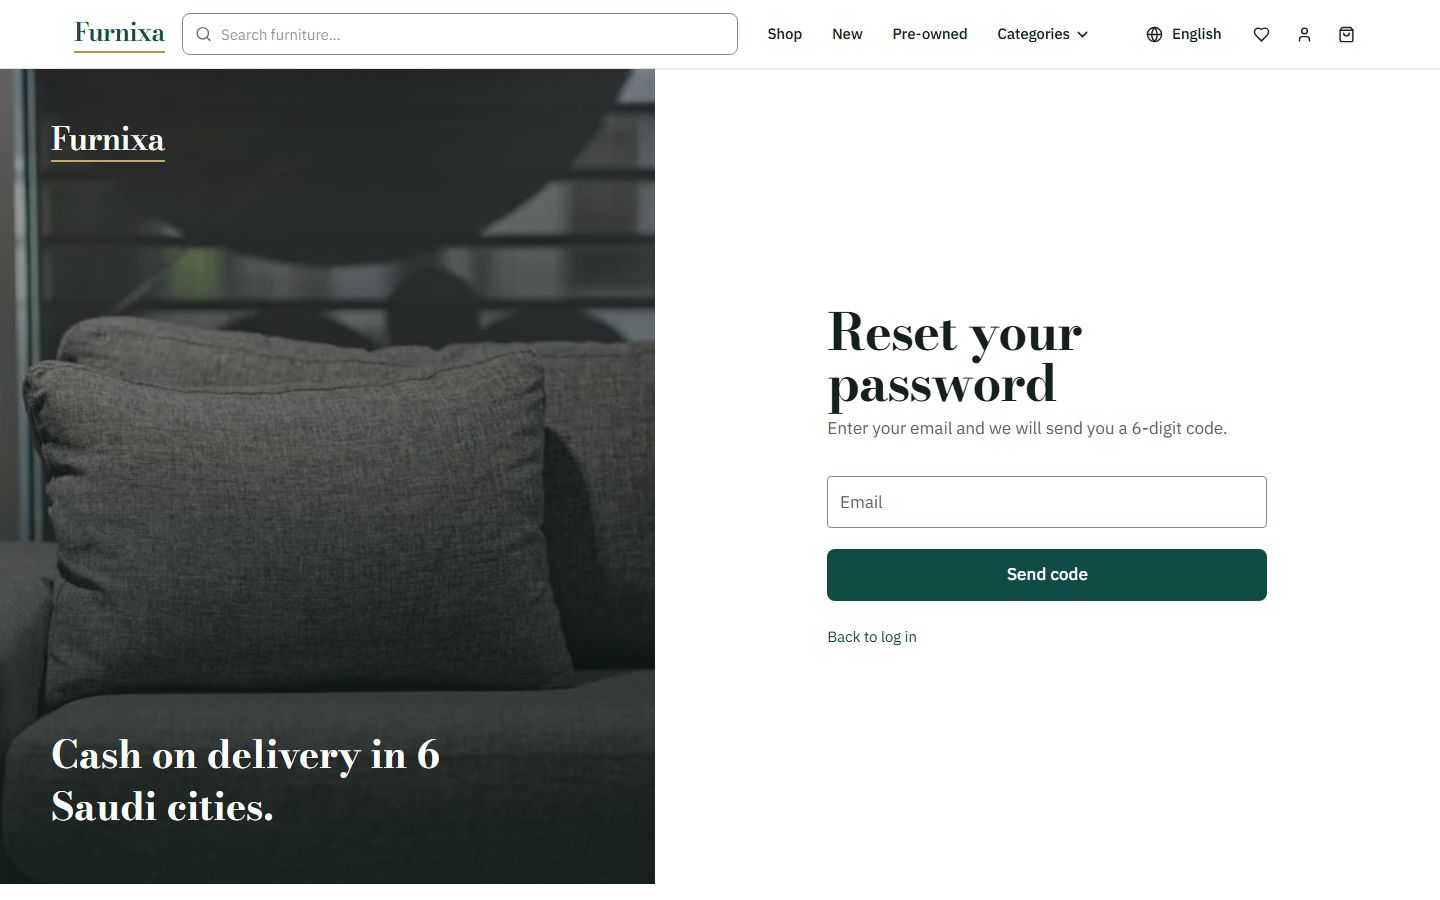 Furnixa
Search furniture...
Shop
New
Pre-owned
Categories
English
Furnixa
Cash on delivery in 6
Saudi cities.
Reset your
password
Enter your email and we will send you a 6-digit code.
Email
Send code
Back to log in